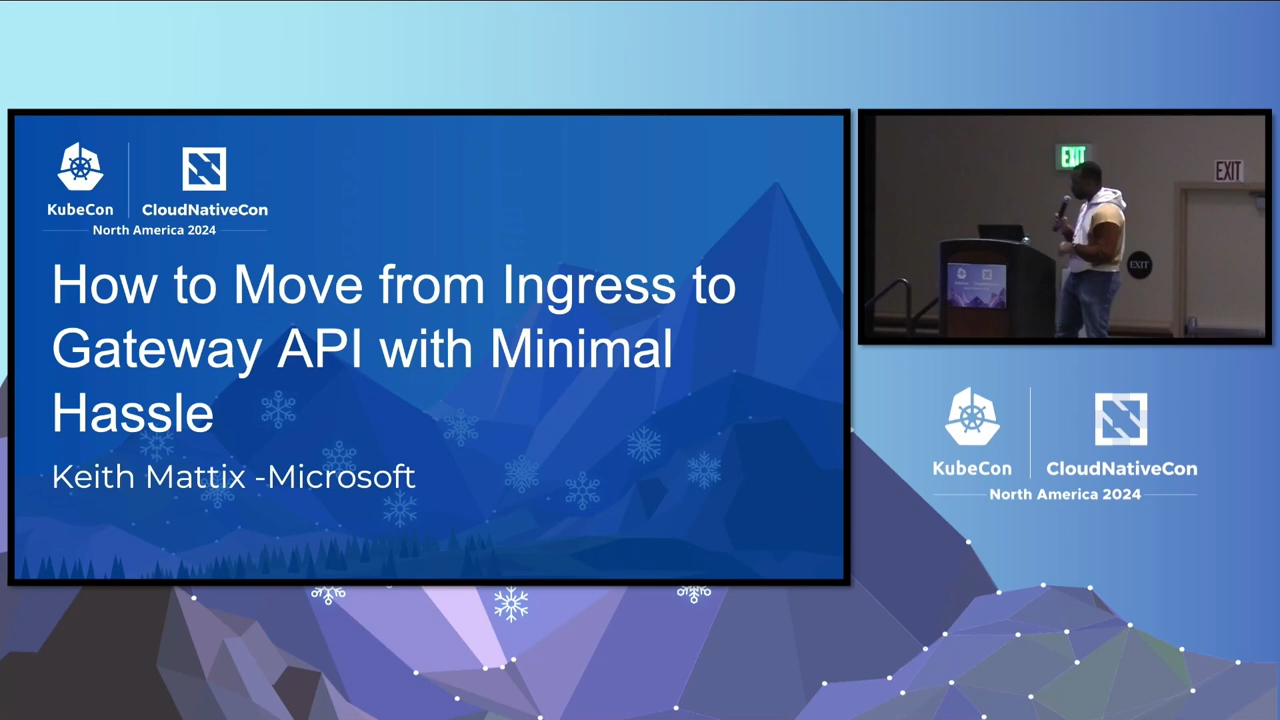 KubeCon
CloudNativeCon
North America 2024
How to Move from Ingress to
Gateway API with Minimal
Hassle
Keith Mattix -Microsoft
EXIT
EXIT
EXIT
KubeCon
CloudNativeCon
North America 2024